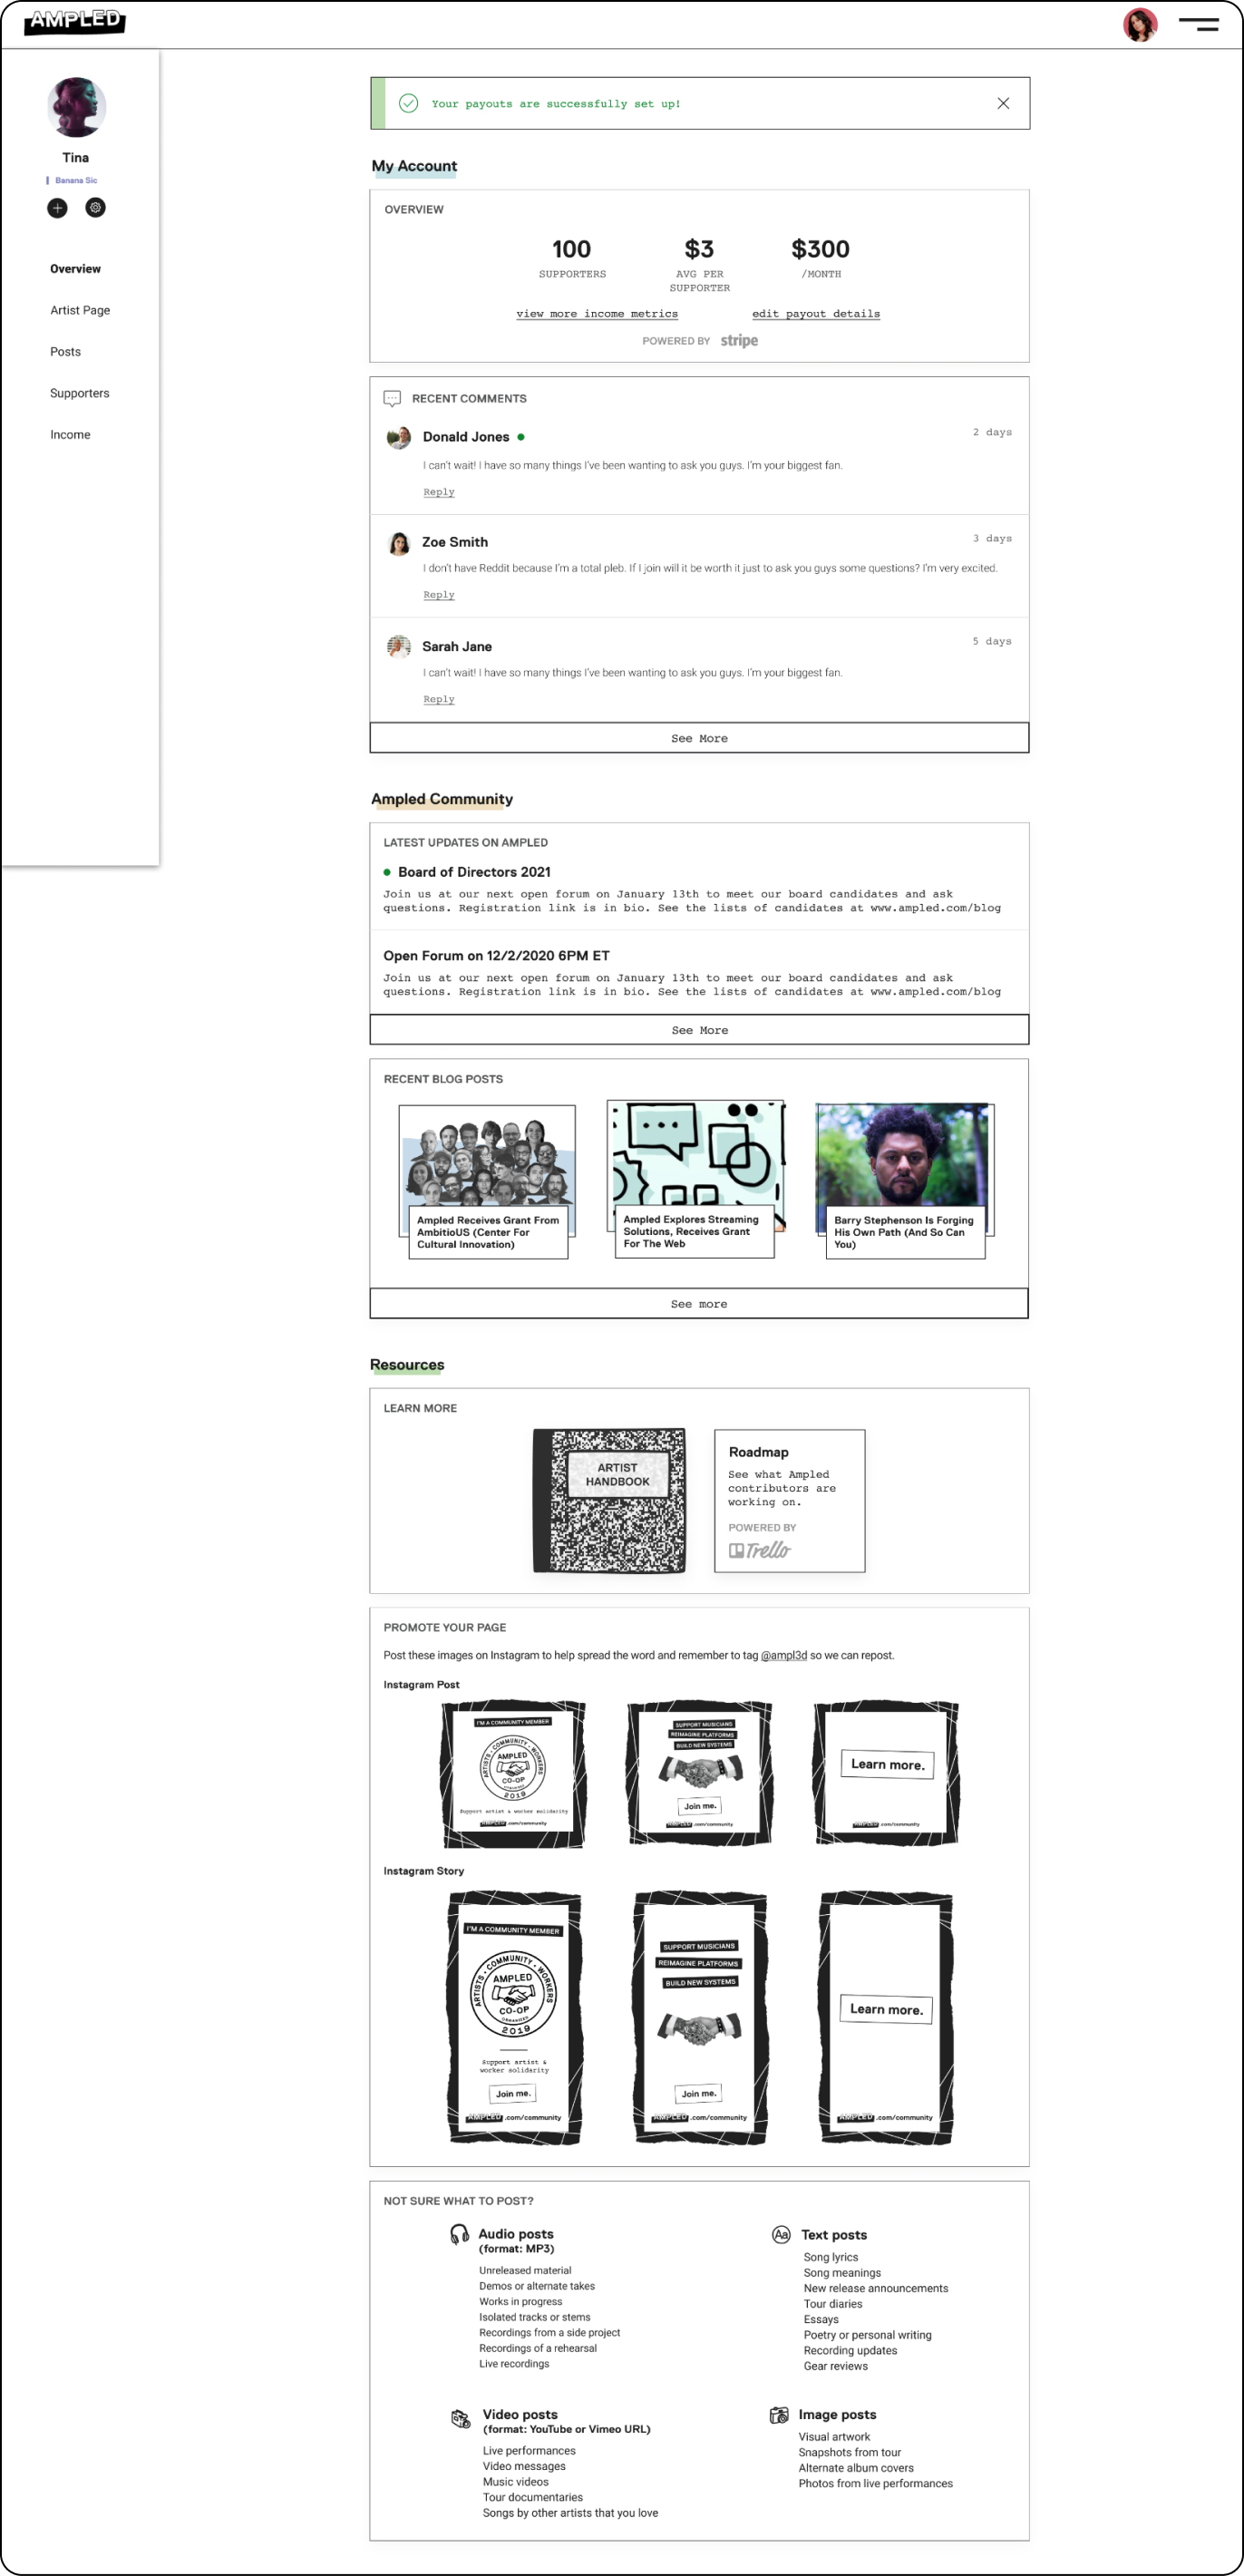 AMPLED
Tina
Banana Sic
Overview
Artist Page
Posts
Supporters
Income
Your payouts are successfully set up!
My Account
OVERVIEW
100
SUPPORTERS
$3
AVG PER
SUPPORTER
$300
/MONTH
view more income metrics
edit payout details
POWERED BY stripe
RECENT COMMENTS
Donald Jones
2 days
I can't wait! I have so many things I've been wanting to ask you guys. I'm your biggest fan.
Reply
Zoe Smith
3 days
I don't have Reddit because I'm a total pleb. If I join will it be worth it just to ask you guys some questions? I'm very excited.
Reply
Sarah Jane
5 days
I can't wait! I have so many things I've been wanting to ask you guys. I'm your biggest fan.
Reply
See More
Ampled Community
LATEST UPDATES ON AMPLED
Board of Directors 2021
Join us at our next open forum on January 13th to meet our board candidates and ask
questions. Registration link is in bio. See the lists of candidates at www.ampled.com/blog
Open Forum on 12/2/2020 6PM ET
Join us at our next open forum on January 13th to meet our board candidates and ask
questions. Registration link is in bio. See the lists of candidates at www.ampled.com/blog
See More
RECENT BLOG POSTS
Ampled Receives Grant From
AmbitioUS (Center For
Cultural Innovation)
Ampled Explores Streaming
Solutions, Receives Grant
For The Web
Barry Stephenson Is Forging
His Own Path (And So Can
You)
See more
Resources
LEARN MORE
ARTIST
HANDBOOK
Roadmap
See what Ampled
contributors are
working on.
POWERED BY
Trello
PROMOTE YOUR PAGE
Post these images on Instagram to help spread the word and remember to tag @ampl3d so we can repost.
Instagram Post
I'M A COMMUNITY MEMBER
ARTISTS • COMMUNITY • WORKERS
AMPLED
CO-OP
ORGANIZED
2019
Support artist & worker solidarity
AMPLED .com/community
SUPPORT MUSICIANS
REIMAGINE PLATFORMS
BUILD NEW SYSTEMS
Join me.
AMPLED .com/community
Learn more.
AMPLED .com/community
Instagram Story
I'M A COMMUNITY MEMBER
ARTISTS • COMMUNITY • WORKERS
AMPLED
CO-OP
ORGANIZED
2019
Support artist &
worker solidarity
Join me.
AMPLED .com/community
SUPPORT MUSICIANS
REIMAGINE PLATFORMS
BUILD NEW SYSTEMS
Join me.
AMPLED .com/community
Learn more.
AMPLED .com/community
NOT SURE WHAT TO POST?
Audio posts
(format: MP3)
Unreleased material
Demos or alternate takes
Works in progress
Isolated tracks or stems
Recordings from a side project
Recordings of a rehearsal
Live recordings
Aa Text posts
Song lyrics
Song meanings
New release announcements
Tour diaries
Essays
Poetry or personal writing
Recording updates
Gear reviews
Video posts
(format: YouTube or Vimeo URL)
Live performances
Video messages
Music videos
Tour documentaries
Songs by other artists that you love
Image posts
Visual artwork
Snapshots from tour
Alternate album covers
Photos from live performances